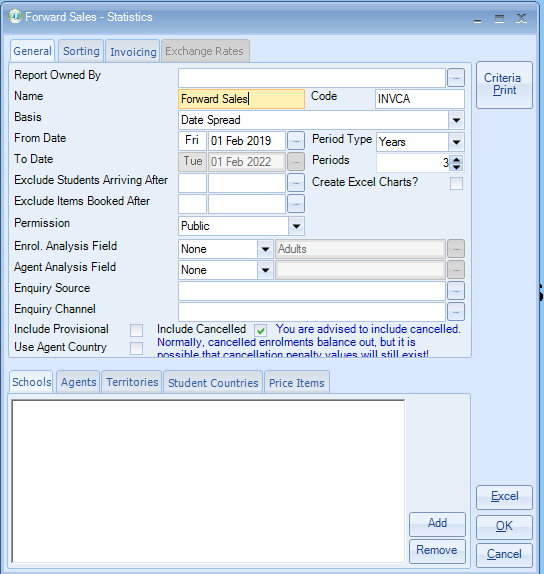 Forward Sales - Statistics
General Sorting Invoicing Exchange Rates
Report Owned By ...
Name Forward Sales Code INVCA
Basis Date Spread
From Date Fri 01 Feb 2019 ... Period Type Years
To Date Tue 01 Feb 2022 ... Periods 3
Exclude Students Arriving After ... Create Excel Charts?
Exclude Items Booked After ...
Permission Public
Enrol. Analysis Field None Adults ...
Agent Analysis Field None ...
Enquiry Source ...
Enquiry Channel ...
Include Provisional Include Cancelled You are advised to include cancelled.
Use Agent Country Normally, cancelled enrolments balance out, but it is
possible that cancellation penalty values will still exist!
Criteria
Print
Schools Agents Territories Student Countries Price Items
Add
Remove
Excel
OK
Cancel